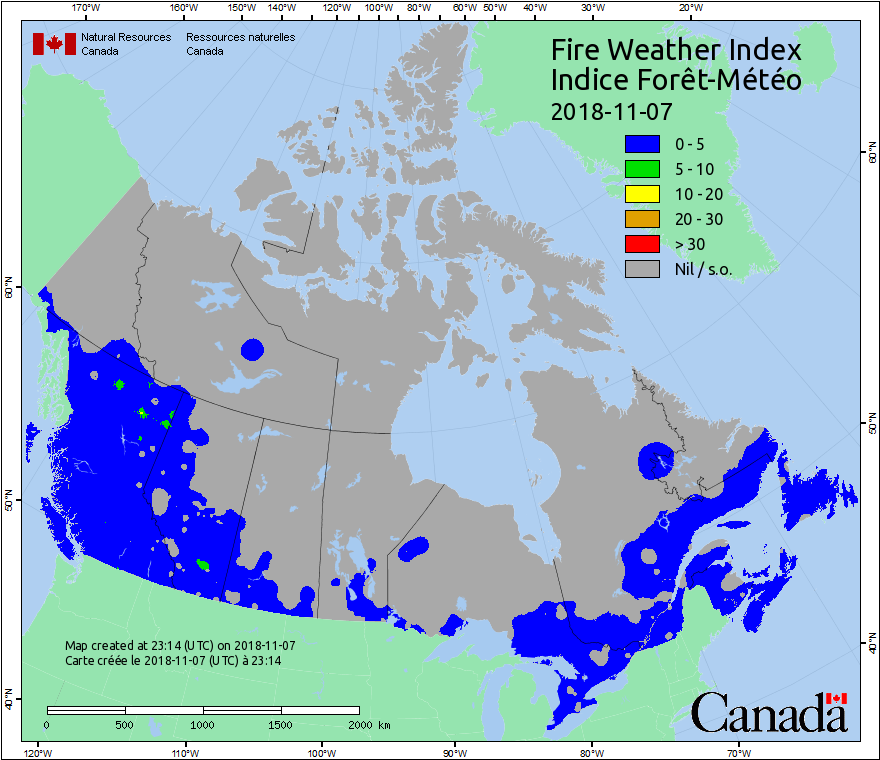 170°W 160°W 150°W 140°W 130°W 120°W 110°W 100°W 90°W 80°W 60°W 50°W 40°W 30°W 20°W
Natural Resources Canada
Ressources naturelles Canada
Fire Weather Index
Indice Forêt-Météo
2018-11-07
0 - 5
5 - 10
10 - 20
20 - 30
> 30
Nil / s.o.
60°N
60°N
50°N
50°N
40°N
40°N
Map created at 23:14 (UTC) on 2018-11-07
Carte créée le 2018-11-07 (UTC) à 23:14
0 500 1000 1500 2000 km
Canada
120°W 110°W 100°W 90°W 80°W 70°W